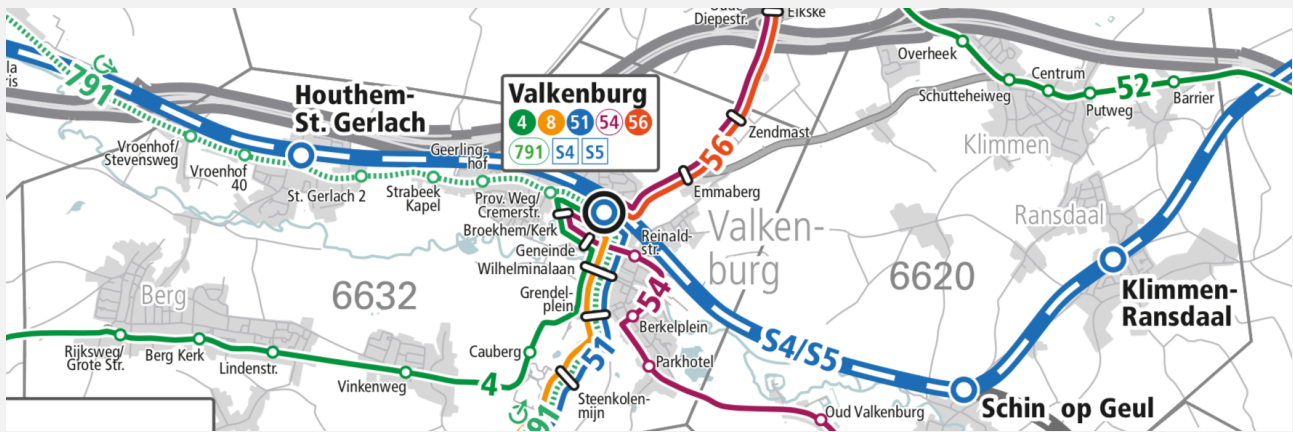 Oude
Diepestr.
Elkske
Overheek
Centrum
52
Schutteheiweg
Putweg
Barrier
791
Houthem-
St. Gerlach
Valkenburg
4 8 51 54 56
791 S4 S5
Geerling-
hof
Zendmast
56
Klimmen
Vroenhof/
Stevensweg
Vroenhof
40
St. Gerlach 2
Strabeek
Kapel
Prov. Weg/
Cremerstr.
Emmaberg
Broekhem/Kerk
Geneinde
Wilhelminalaan
Reinald-
str.
Valken-
burg
Ransdaal
6620
Klimmen-
Ransdaal
Berg
6632
Grendel-
plein
54
Berkelplein
S4/S5
Rijksweg/
Grote Str.
Berg Kerk
Lindenstr.
Vinkenweg
Cauberg
4
51
Parkhotel
Steenkolen-
mijn
Oud Valkenburg
Schin op Geul